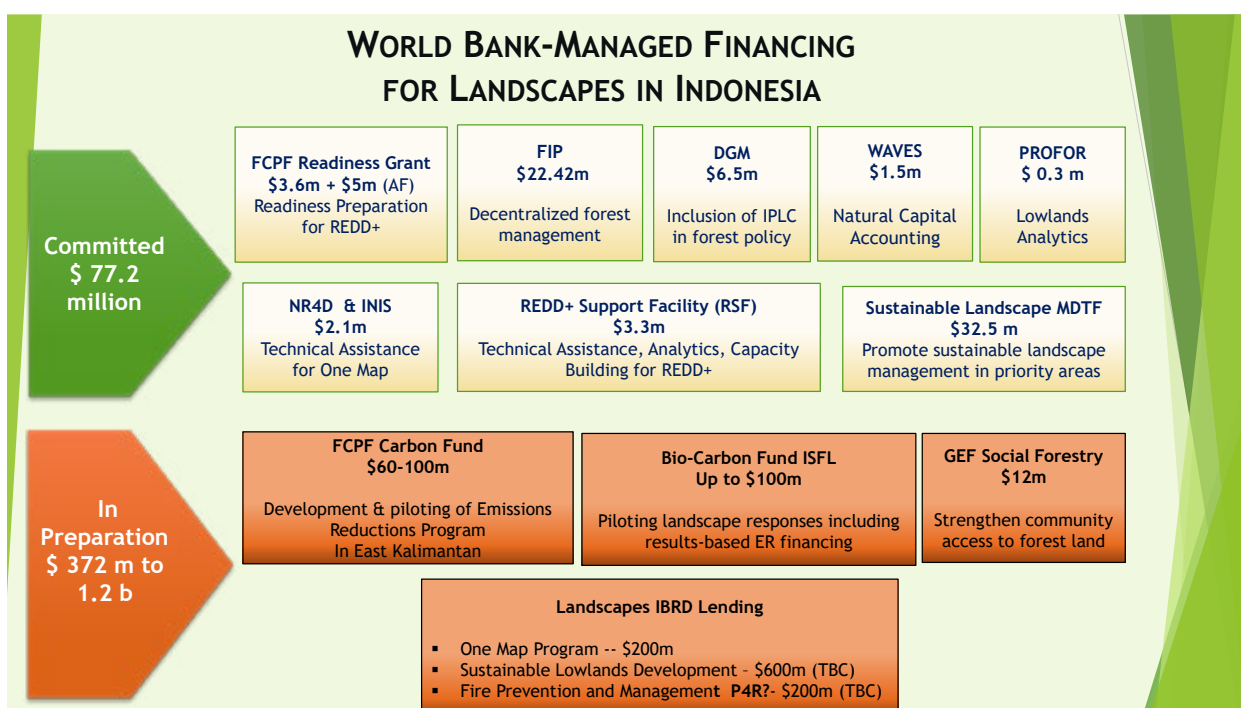 WORLD BANK-MANAGED FINANCING
FOR LANDSCAPES IN INDONESIA
Committed
$ 77.2
million
FCPF Readiness Grant
$3.6m + $5m (AF)
Readiness Preparation
for REDD+
FIP
$22.42m
Decentralized forest
management
DGM
$6.5m
Inclusion of IPLC
in forest policy
WAVES
$1.5m
Natural Capital
Accounting
PROFOR
$ 0.3 m
Lowlands
Analytics
NR4D & INIS
$2.1m
Technical Assistance
for One Map
REDD+ Support Facility (RSF)
$3.3m
Technical Assistance, Analytics, Capacity
Building for REDD+
Sustainable Landscape MDTF
$32.5 m
Promote sustainable landscape
management in priority areas
In
Preparation
$ 372 m to
1.2 b
FCPF Carbon Fund
$60-100m
Development & piloting of Emissions
Reductions Program
In East Kalimantan
Bio-Carbon Fund ISFL
Up to $100m
Piloting landscape responses including
results-based ER financing
GEF Social Forestry
$12m
Strengthen community
access to forest land
Landscapes IBRD Lending
▪ One Map Program -- $200m
▪ Sustainable Lowlands Development – $600m (TBC)
▪ Fire Prevention and Management P4R?- $200m (TBC)